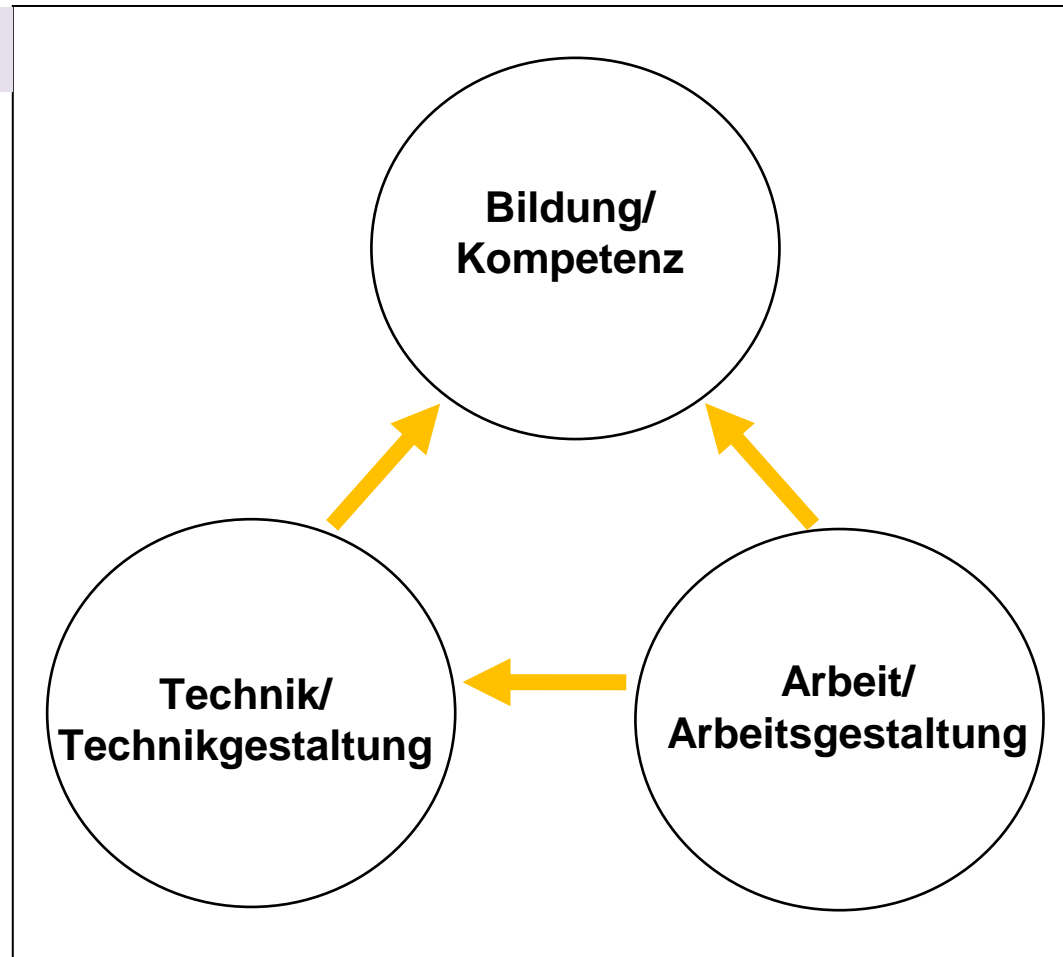 Bildung/
Kompetenz
Technik/
Technikgestaltung
Arbeit/
Arbeitsgestaltung